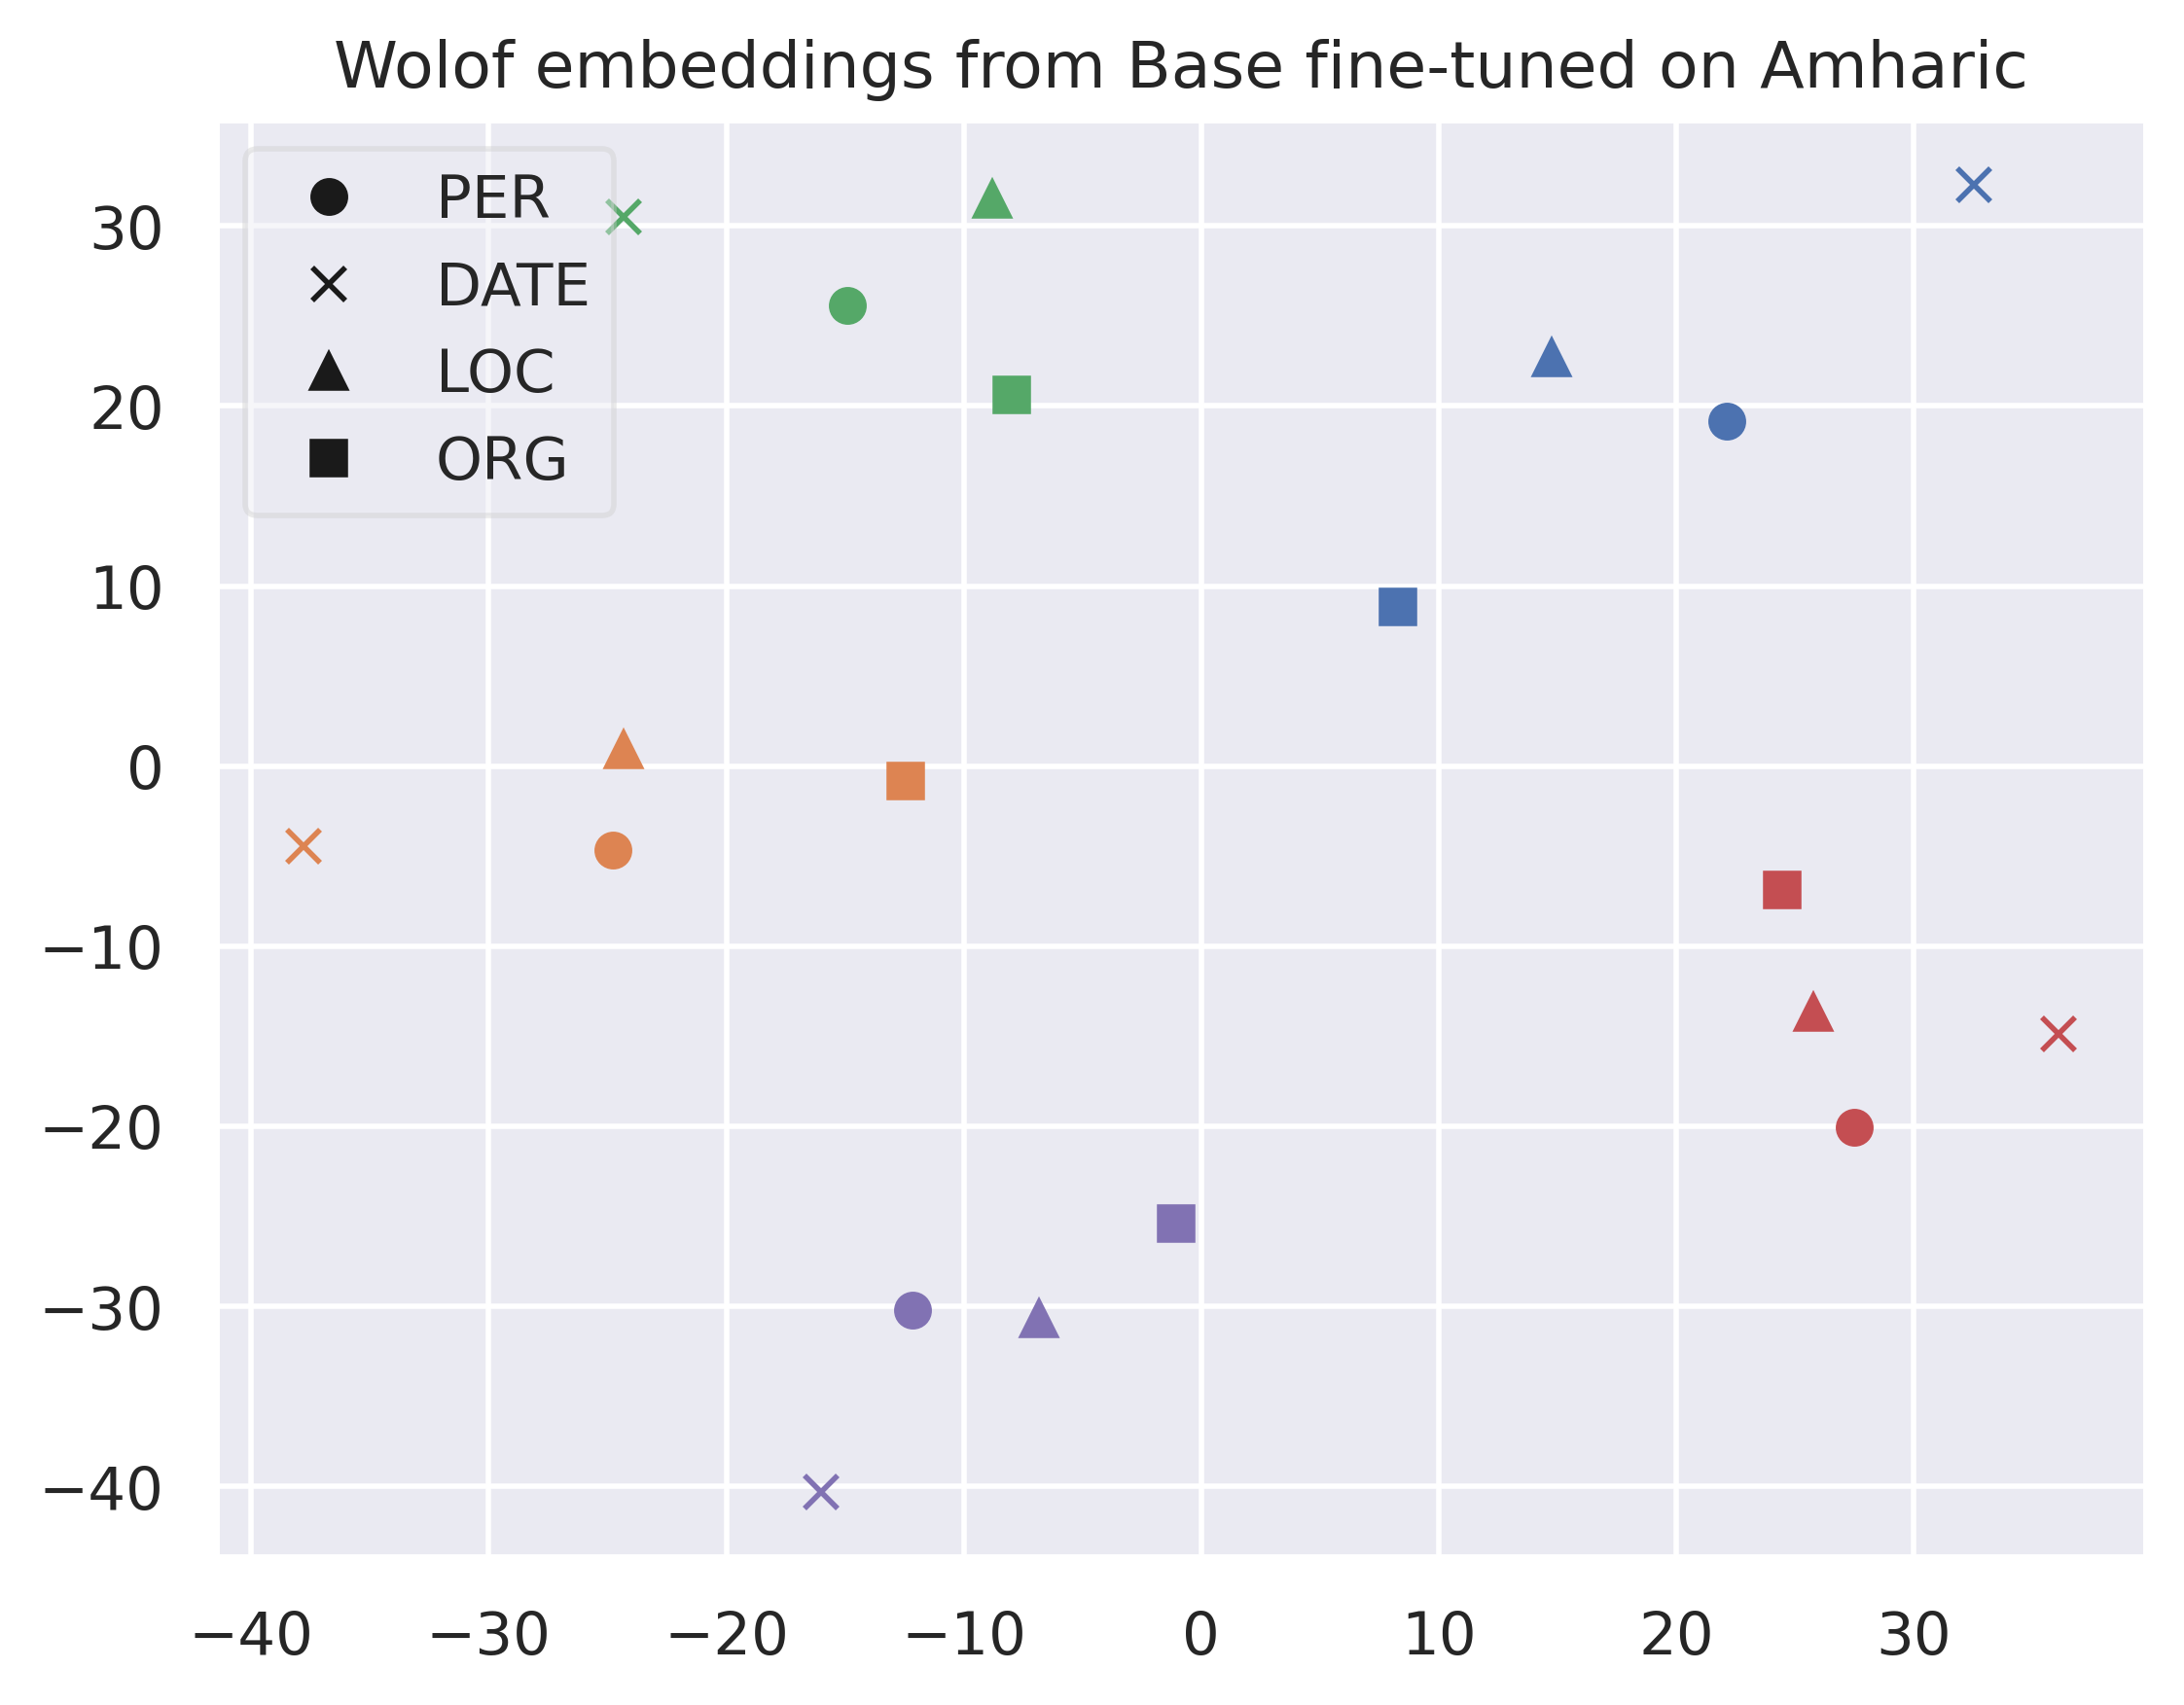 Wolof embeddings from Base fine-tuned on Amharic
PER
DATE
LOC
ORG
30
20
10
0
−10
−20
−30
−40
−40 −30 −20 −10 0 10 20 30